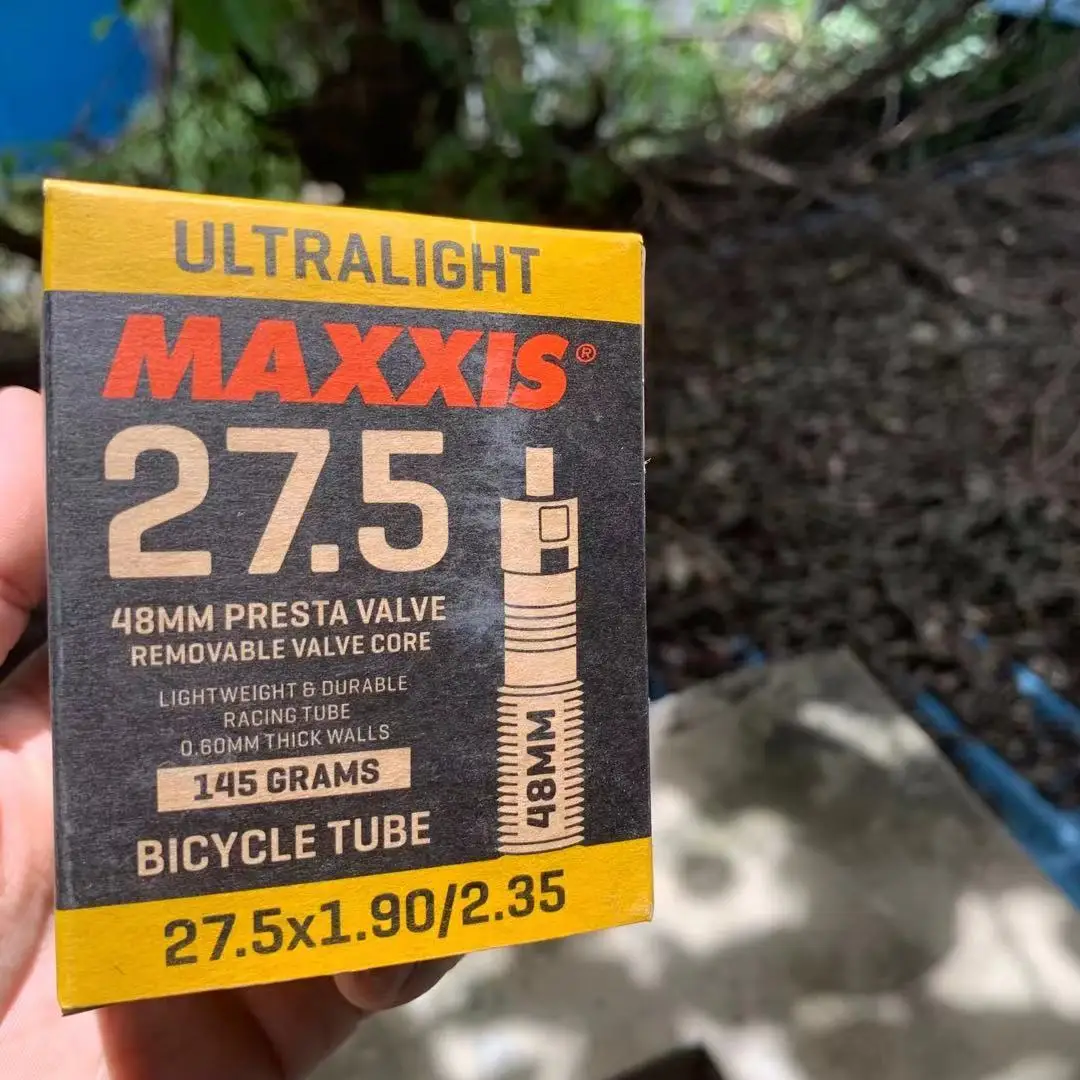 ULTRALIGHT
MAXXIS®
27.5
48MM PRESTA VALVE
REMOVABLE VALVE CORE
LIGHTWEIGHT & DURABLE
RACING TUBE
0.60MM THICK WALLS
145 GRAMS
BICYCLE TUBE
48MM
27.5x1.90/2.35